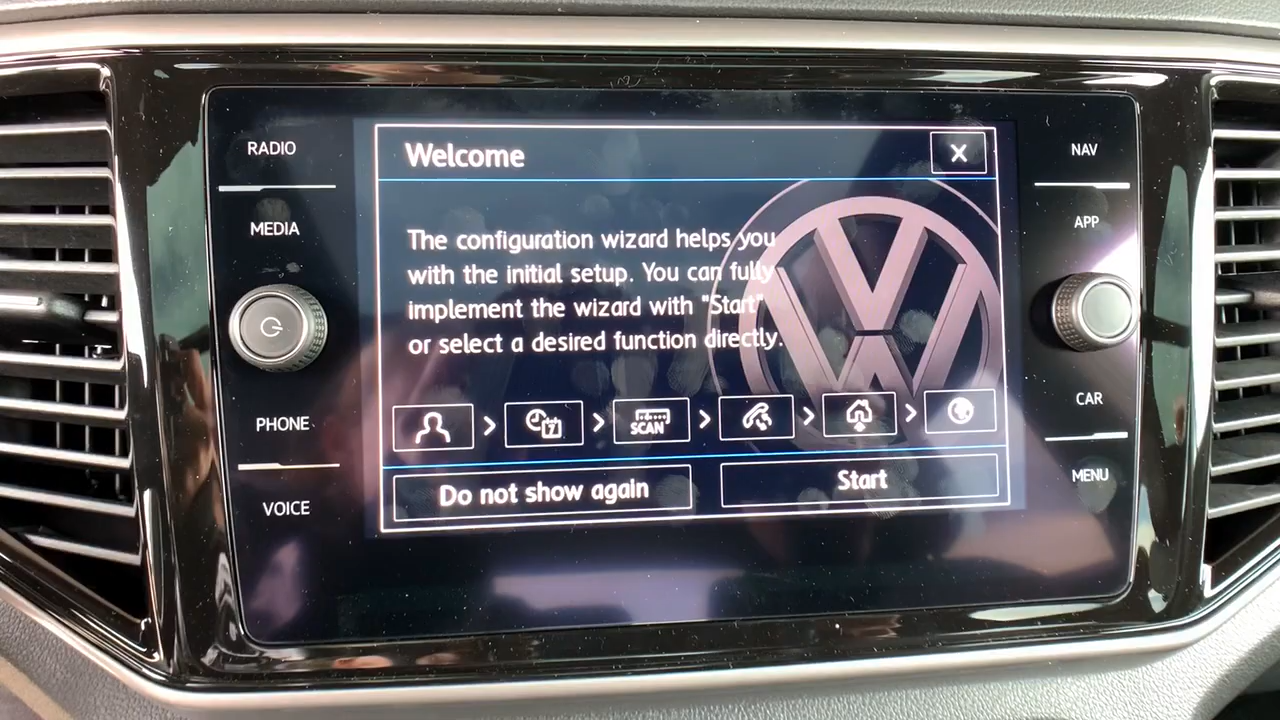 RADIO
MEDIA
PHONE
VOICE
Welcome
X
The configuration wizard helps you
with the initial setup. You can fully
implement the wizard with "Start"
or select a desired function directly.
7
SCAN
Do not show again
Start
NAV
APP
CAR
MENU